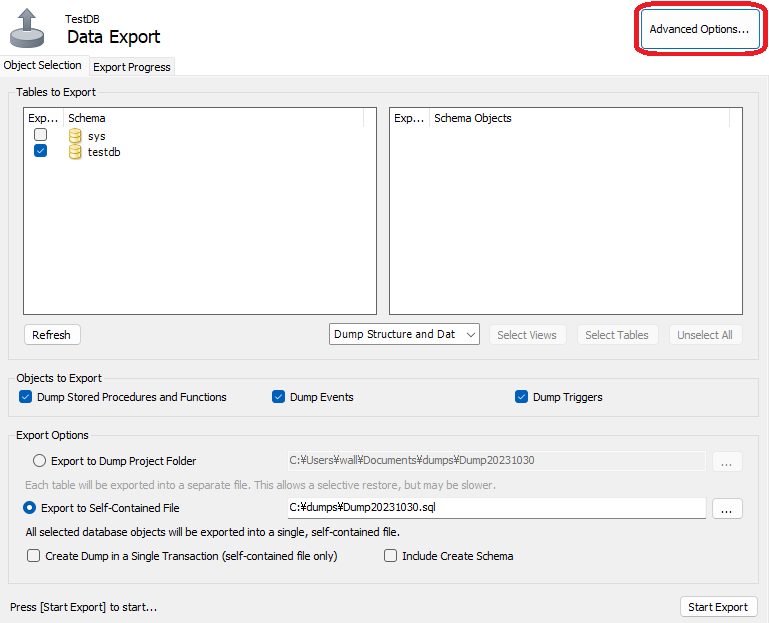 TestDB
Data Export
Advanced Options...
Object Selection
Export Progress
Tables to Export
Exp... Schema
sys
testdb
Exp... Schema Objects
Refresh
Dump Structure and Dat
Select Views
Select Tables
Unselect All
Objects to Export
Dump Stored Procedures and Functions
Dump Events
Dump Triggers
Export Options
Export to Dump Project Folder
C:¥Users¥wall¥Documents¥dumps¥Dump20231030
...
Each table will be exported into a separate file. This allows a selective restore, but may be slower.
Export to Self-Contained File
C:¥dumps¥Dump20231030.sql
...
All selected database objects will be exported into a single, self-contained file.
Create Dump in a Single Transaction (self-contained file only)
Include Create Schema
Press [Start Export] to start...
Start Export